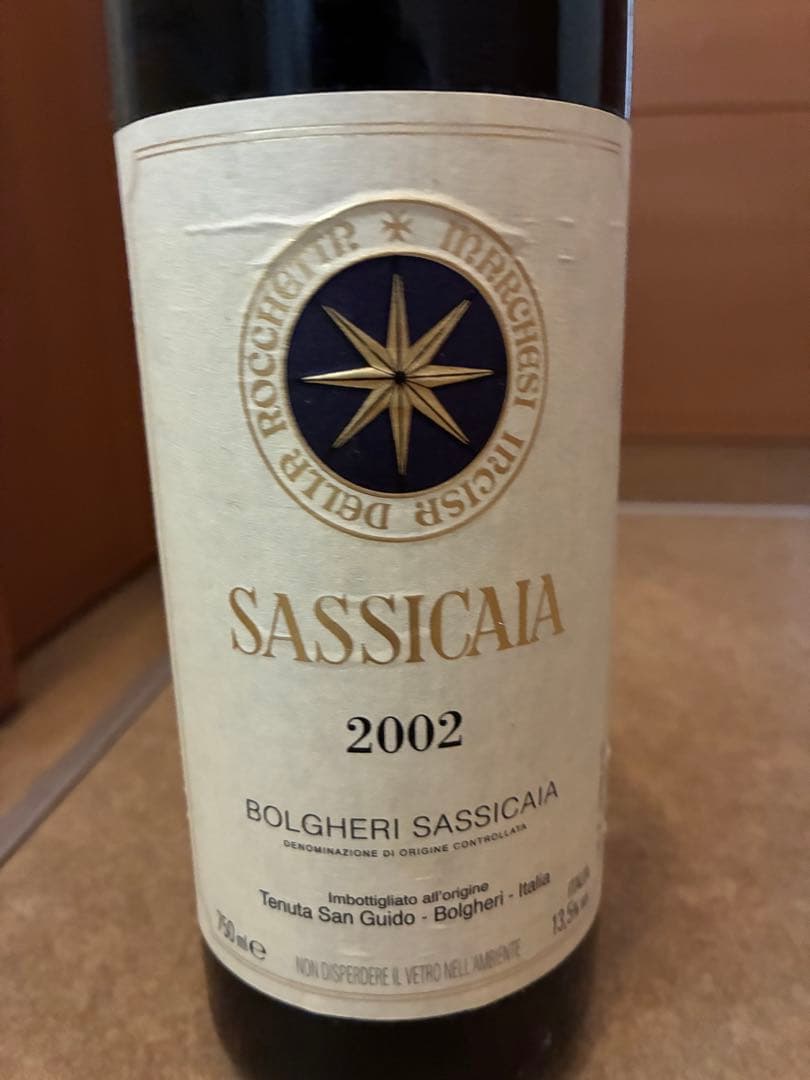 MARCHESI INCISA DELLA ROCCHETTA
SASSICAIA
2002
BOLGHERI SASSICAIA
DENOMINAZIONE DI ORIGINE CONTROLLATA
Imbottigliato all'origine
Tenuta San Guido - Bolgheri - Italia
ITALIA
750 ml e
13,5% vol
NON DISPERDERE IL VETRO NELL'AMBIENTE